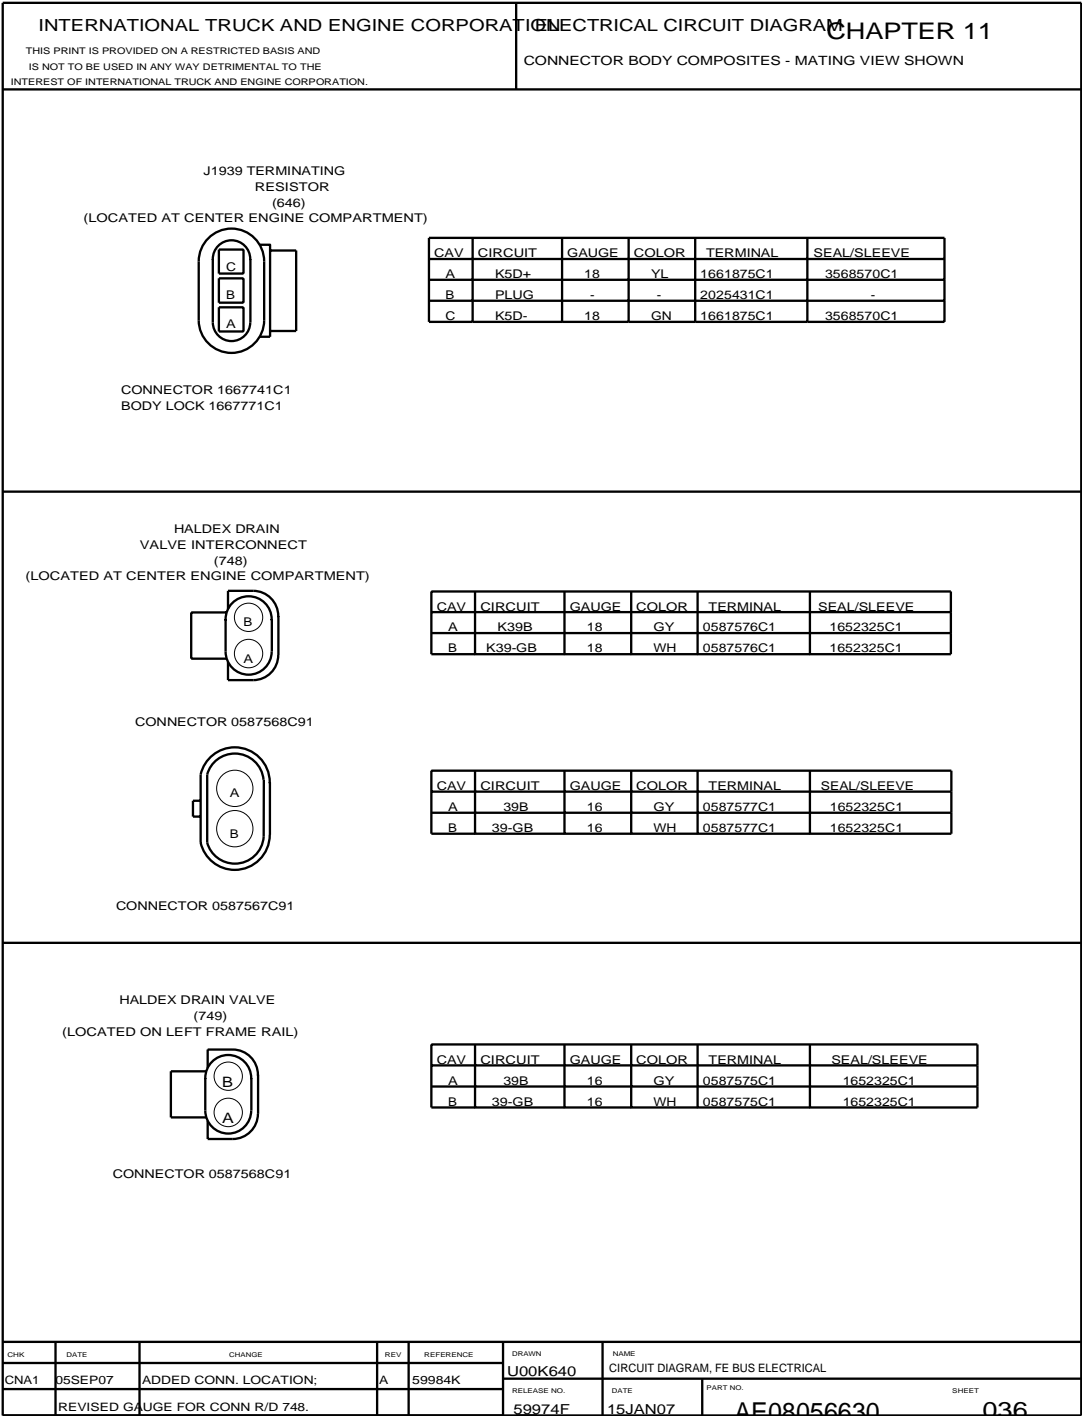 INTERNATIONAL TRUCK AND ENGINE CORPORATION
THIS PRINT IS PROVIDED ON A RESTRICTED BASIS AND
IS NOT TO BE USED IN ANY WAY DETRIMENTAL TO THE
INTEREST OF INTERNATIONAL TRUCK AND ENGINE CORPORATION.
ELECTRICAL CIRCUIT DIAGRAM
CHAPTER 11
CONNECTOR BODY COMPOSITES - MATING VIEW SHOWN
J1939 TERMINATING
RESISTOR
(646)
(LOCATED AT CENTER ENGINE COMPARTMENT)
C
B
A
CONNECTOR 1667741C1
BODY LOCK 1667771C1
CAV CIRCUIT GAUGE COLOR TERMINAL SEAL/SLEEVE
A K5D+ 18 YL 1661875C1 3568570C1
B PLUG - - 2025431C1 -
C K5D- 18 GN 1661875C1 3568570C1
HALDEX DRAIN
VALVE INTERCONNECT
(748)
(LOCATED AT CENTER ENGINE COMPARTMENT)
B
A
CONNECTOR 0587568C91
CAV CIRCUIT GAUGE COLOR TERMINAL SEAL/SLEEVE
A K39B 18 GY 0587576C1 1652325C1
B K39-GB 18 WH 0587576C1 1652325C1
A
B
CONNECTOR 0587567C91
CAV CIRCUIT GAUGE COLOR TERMINAL SEAL/SLEEVE
A 39B 16 GY 0587577C1 1652325C1
B 39-GB 16 WH 0587577C1 1652325C1
HALDEX DRAIN VALVE
(749)
(LOCATED ON LEFT FRAME RAIL)
B
A
CONNECTOR 0587568C91
CAV CIRCUIT GAUGE COLOR TERMINAL SEAL/SLEEVE
A 39B 16 GY 0587575C1 1652325C1
B 39-GB 16 WH 0587575C1 1652325C1
CHK DATE CHANGE REV REFERENCE
CNA1 05SEP07 ADDED CONN. LOCATION; A 59984K
REVISED GAUGE FOR CONN R/D 748.
DRAWN
U00K640
NAME
CIRCUIT DIAGRAM, FE BUS ELECTRICAL
RELEASE NO.
59974F
DATE
15JAN07
PART NO.
AE08056630
SHEET
036